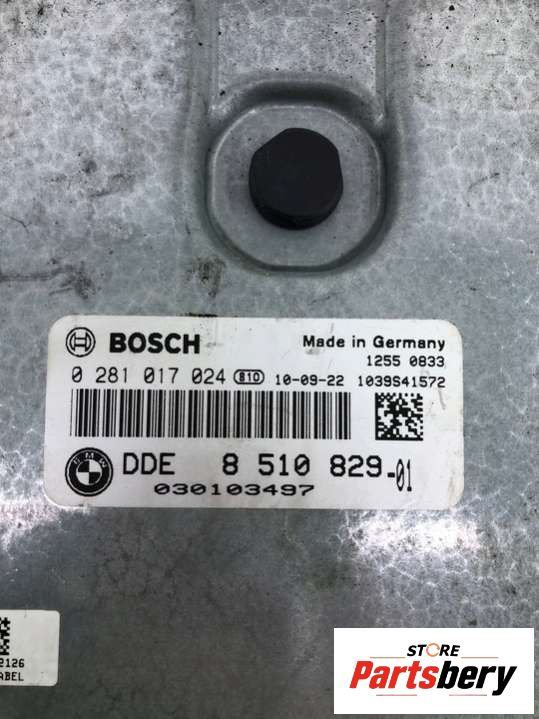 BOSCH Made in Germany
1255 0833
0 281 017 024 810 10-09-22 1039S41572
BMW DDE 8 510 829-01
030103497
2126
ABEL
STORE
Partsbery